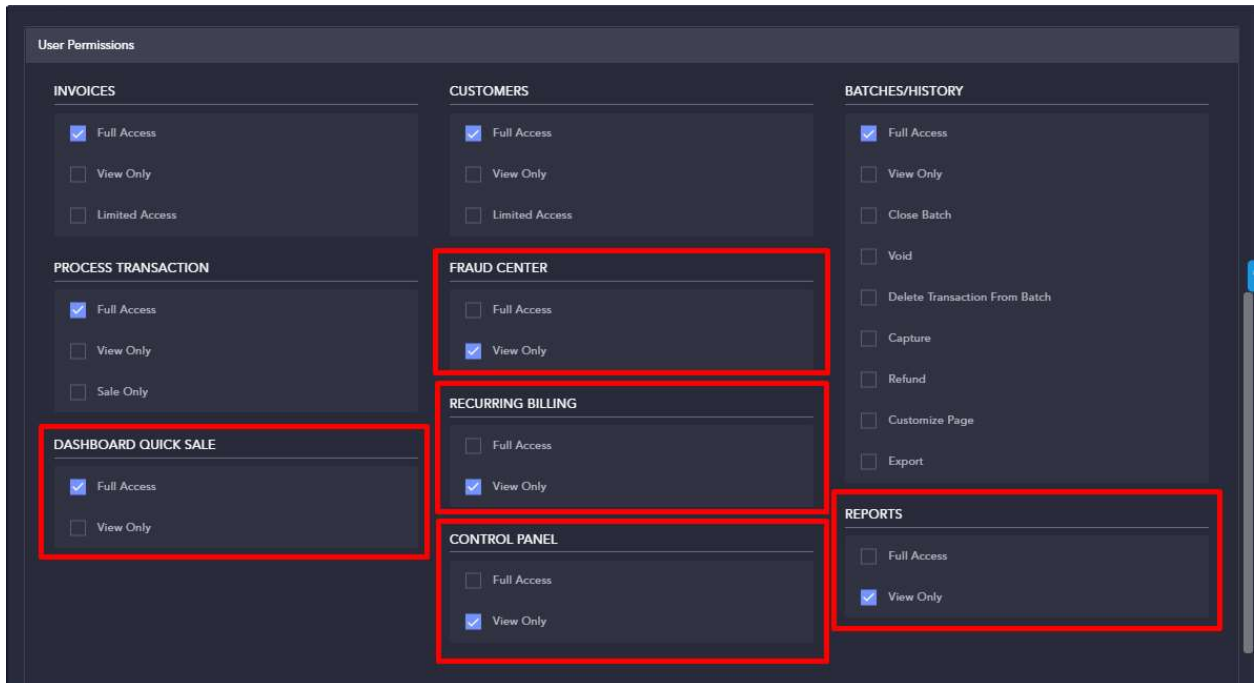 User Permissions
INVOICES
Full Access
View Only
Limited Access
PROCESS TRANSACTION
Full Access
View Only
Sale Only
DASHBOARD QUICK SALE
Full Access
View Only
CUSTOMERS
Full Access
View Only
Limited Access
FRAUD CENTER
Full Access
View Only
RECURRING BILLING
Full Access
View Only
CONTROL PANEL
Full Access
View Only
BATCHES/HISTORY
Full Access
View Only
Close Batch
Void
Delete Transaction From Batch
Capture
Refund
Customize Page
Export
REPORTS
Full Access
View Only